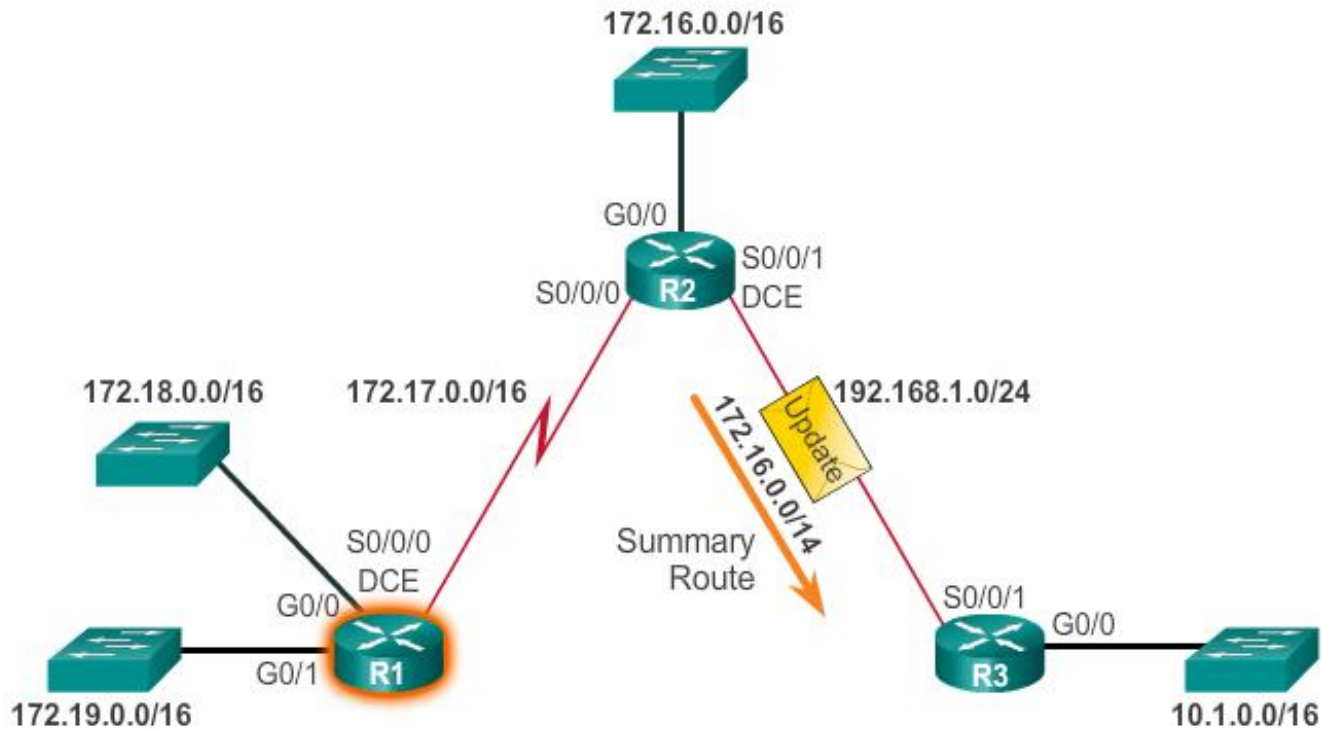 172.16.0.0/16
G0/0
S0/0/1
DCE
S0/0/0
R2
172.18.0.0/16
172.17.0.0/16
192.168.1.0/24
Update
172.16.0.0/14
Summary
Route
S0/0/0
DCE
G0/0
G0/1
R1
172.19.0.0/16
S0/0/1
G0/0
R3
10.1.0.0/16